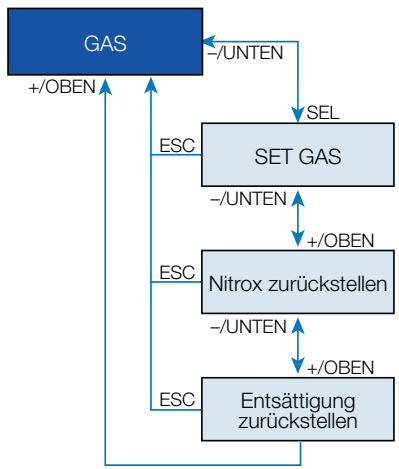 GAS
–/UNTEN
+/OBEN
SEL
ESC
SET GAS
–/UNTEN
+/OBEN
ESC
Nitrox zurückstellen
–/UNTEN
+/OBEN
ESC
Entsättigung
zurückstellen